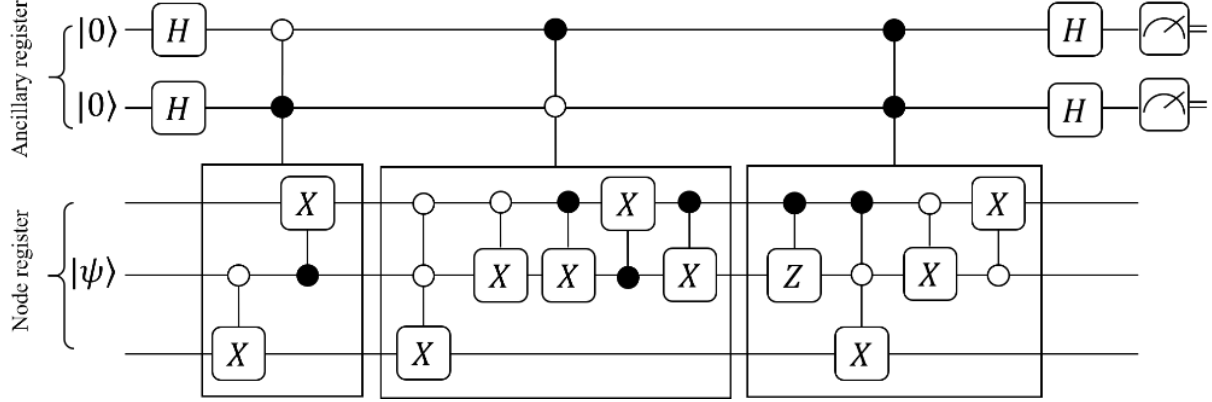 Ancillary register
|0⟩ H H
|0⟩ H H
Node register
|ψ⟩
X X X X X
X X X Z X
X X X